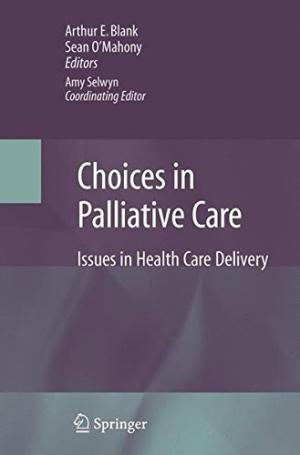 Arthur E. Blank
Sean O'Mahony
Editors
Amy Selwyn
Coordinating Editor
Choices in
Palliative Care
Issues in Health Care Delivery
Springer